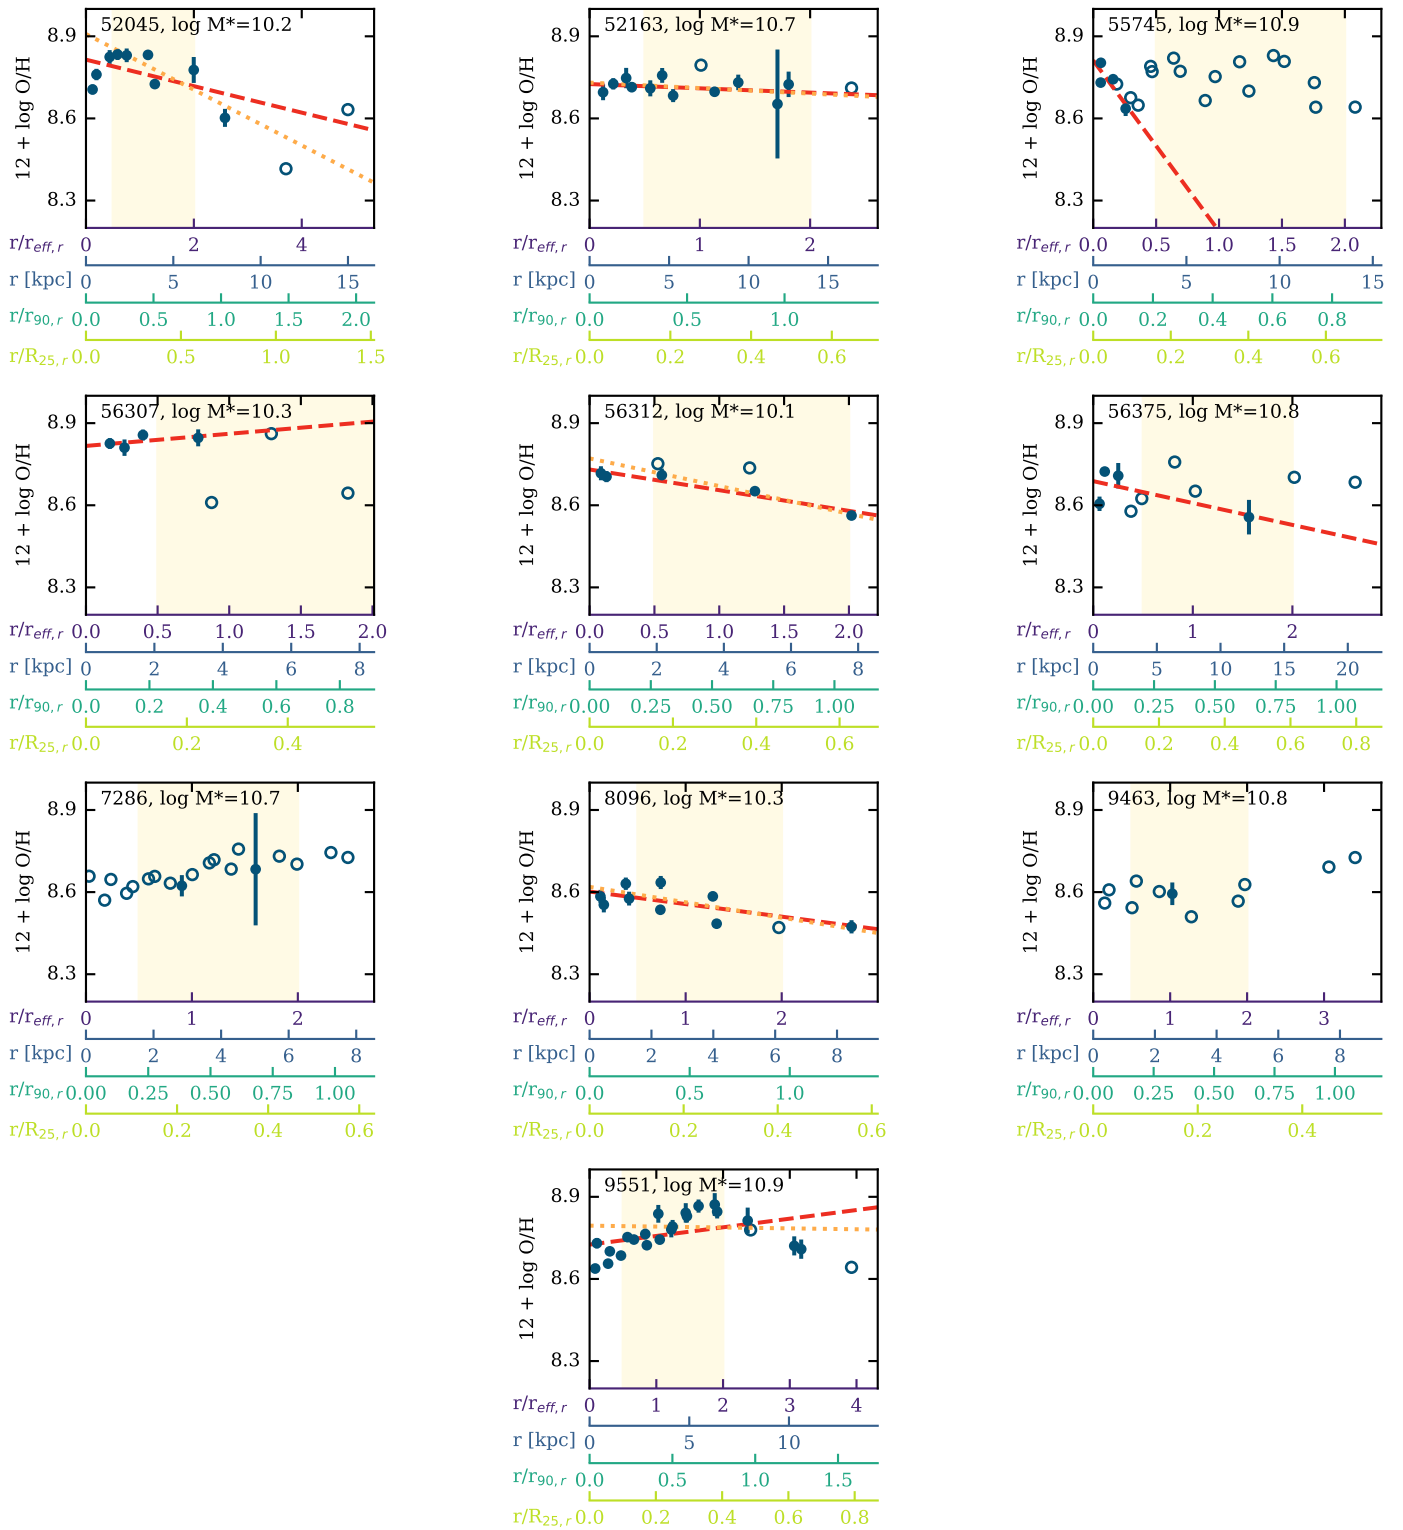 52045, log M*=10.2
12 + log O/H
8.9
8.6
8.3
r/r_eff,r 0 2 4
r [kpc] 0 5 10 15
r/r_90,r 0.0 0.5 1.0 1.5 2.0
r/R_25,r 0.0 0.5 1.0 1.5
52163, log M*=10.7
12 + log O/H
8.9
8.6
8.3
r/r_eff,r 0 1 2
r [kpc] 0 5 10 15
r/r_90,r 0.0 0.5 1.0
r/R_25,r 0.0 0.2 0.4 0.6
55745, log M*=10.9
12 + log O/H
8.9
8.6
8.3
r/r_eff,r 0.0 0.5 1.0 1.5 2.0
r [kpc] 0 5 10 15
r/r_90,r 0.0 0.2 0.4 0.6 0.8
r/R_25,r 0.0 0.2 0.4 0.6
56307, log M*=10.3
12 + log O/H
8.9
8.6
8.3
r/r_eff,r 0.0 0.5 1.0 1.5 2.0
r [kpc] 0 2 4 6 8
r/r_90,r 0.0 0.2 0.4 0.6 0.8
r/R_25,r 0.0 0.2 0.4
56312, log M*=10.1
12 + log O/H
8.9
8.6
8.3
r/r_eff,r 0.0 0.5 1.0 1.5 2.0
r [kpc] 0 2 4 6 8
r/r_90,r 0.00 0.25 0.50 0.75 1.00
r/R_25,r 0.0 0.2 0.4 0.6
56375, log M*=10.8
12 + log O/H
8.9
8.6
8.3
r/r_eff,r 0 1 2
r [kpc] 0 5 10 15 20
r/r_90,r 0.00 0.25 0.50 0.75 1.00
r/R_25,r 0.0 0.2 0.4 0.6 0.8
7286, log M*=10.7
12 + log O/H
8.9
8.6
8.3
r/r_eff,r 0 1 2
r [kpc] 0 2 4 6 8
r/r_90,r 0.00 0.25 0.50 0.75 1.00
r/R_25,r 0.0 0.2 0.4 0.6
8096, log M*=10.3
12 + log O/H
8.9
8.6
8.3
r/r_eff,r 0 1 2
r [kpc] 0 2 4 6 8
r/r_90,r 0.0 0.5 1.0
r/R_25,r 0.0 0.2 0.4 0.6
9463, log M*=10.8
12 + log O/H
8.9
8.6
8.3
r/r_eff,r 0 1 2 3
r [kpc] 0 2 4 6 8
r/r_90,r 0.00 0.25 0.50 0.75 1.00
r/R_25,r 0.0 0.2 0.4
9551, log M*=10.9
12 + log O/H
8.9
8.6
8.3
r/r_eff,r 0 1 2 3 4
r [kpc] 0 5 10
r/r_90,r 0.0 0.5 1.0 1.5
r/R_25,r 0.0 0.2 0.4 0.6 0.8